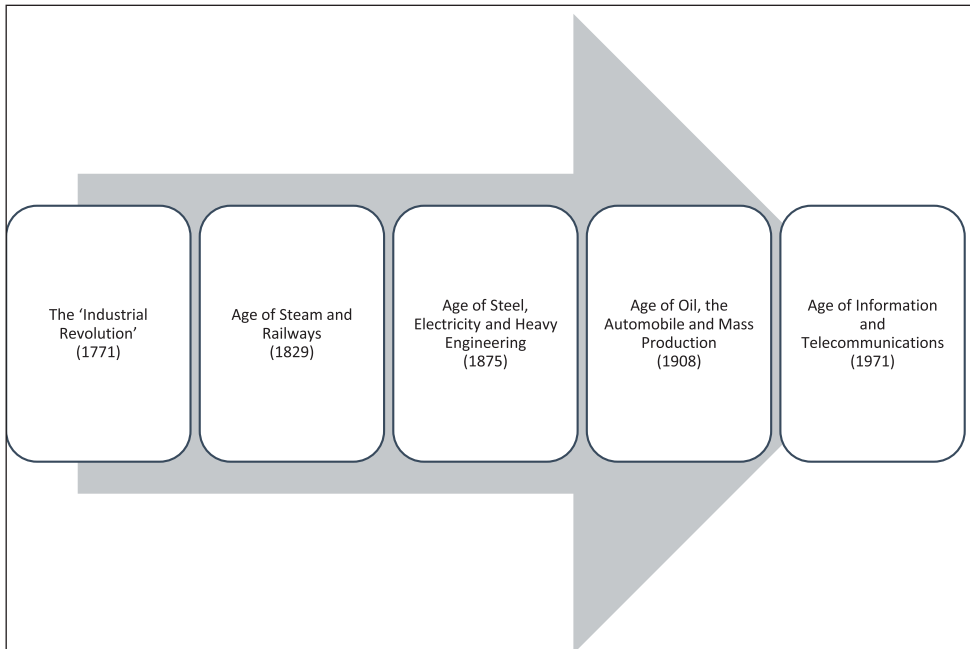 The ‘Industrial
Revolution’
(1771)
Age of Steam and
Railways
(1829)
Age of Steel,
Electricity and Heavy
Engineering
(1875)
Age of Oil, the
Automobile and Mass
Production
(1908)
Age of Information
and
Telecommunications
(1971)